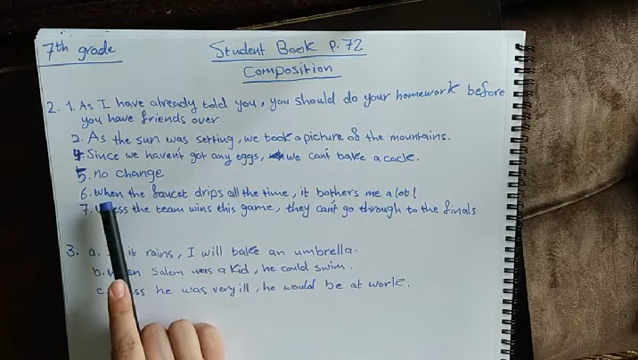 7th grade
Student Book p.72
Composition
2. 1. As I have already told you, you should do your homework before
you have friends over.
2. As the sun was setting, we took a picture of the mountains.
4. Since we haven't got any eggs, we can't bake a cack.
5. no change
6. When the faucet drips all the time, it bothers me a lot!
7. the team wins this game, they can't go through to the finals
3. a. it rains, I will take an umbrella.
b. Salem was a kid, he could swim.
c. he was very ill, he would be at work.